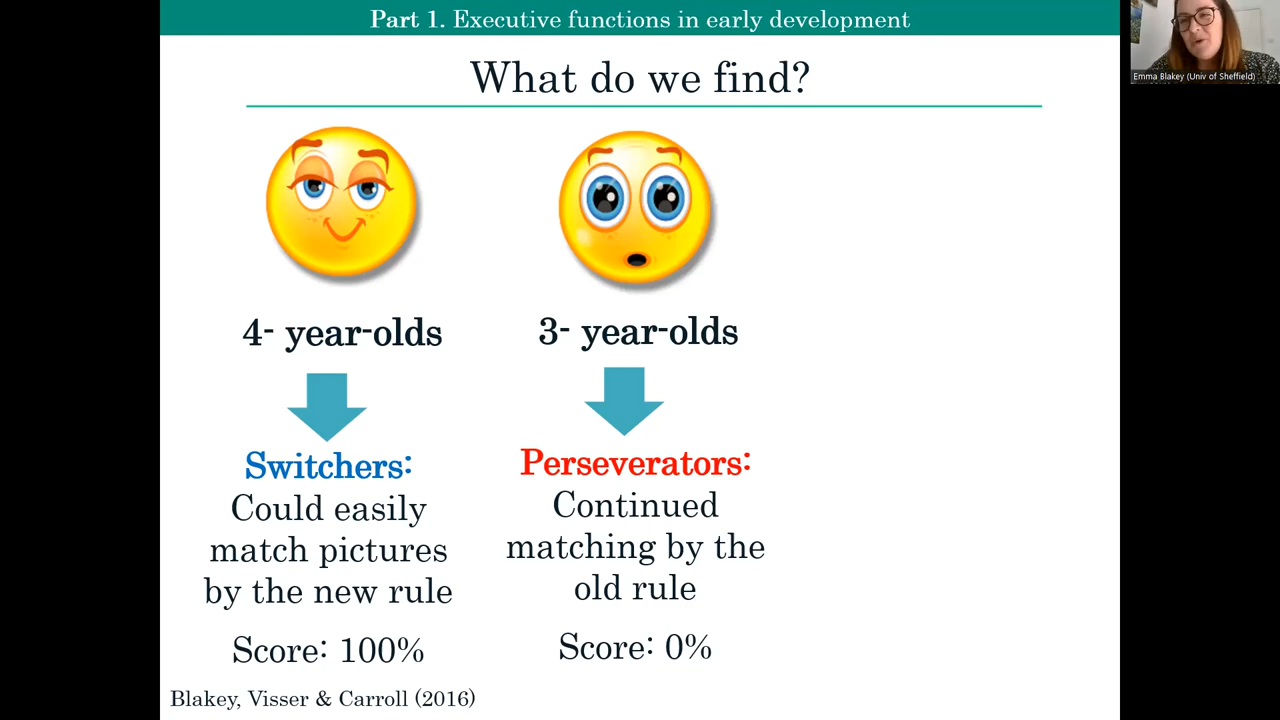 Part 1. Executive functions in early development
Emma Blakey (Univ of Sheffield)
What do we find?
4- year-olds
Switchers:
Could easily
match pictures
by the new rule
Score: 100%
3- year-olds
Perseverators:
Continued
matching by the
old rule
Score: 0%
Blakey, Visser & Carroll (2016)